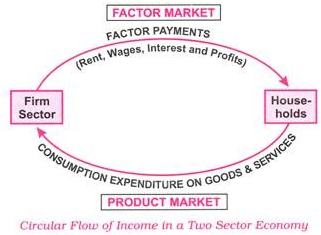 FACTOR MARKET
FACTOR PAYMENTS
(Rent, Wages, Interest and Profits)
Firm
Sector
House-
holds
CONSUMPTION EXPENDITURE ON GOODS & SERVICES
PRODUCT MARKET
Circular Flow of Income in a Two Sector Economy